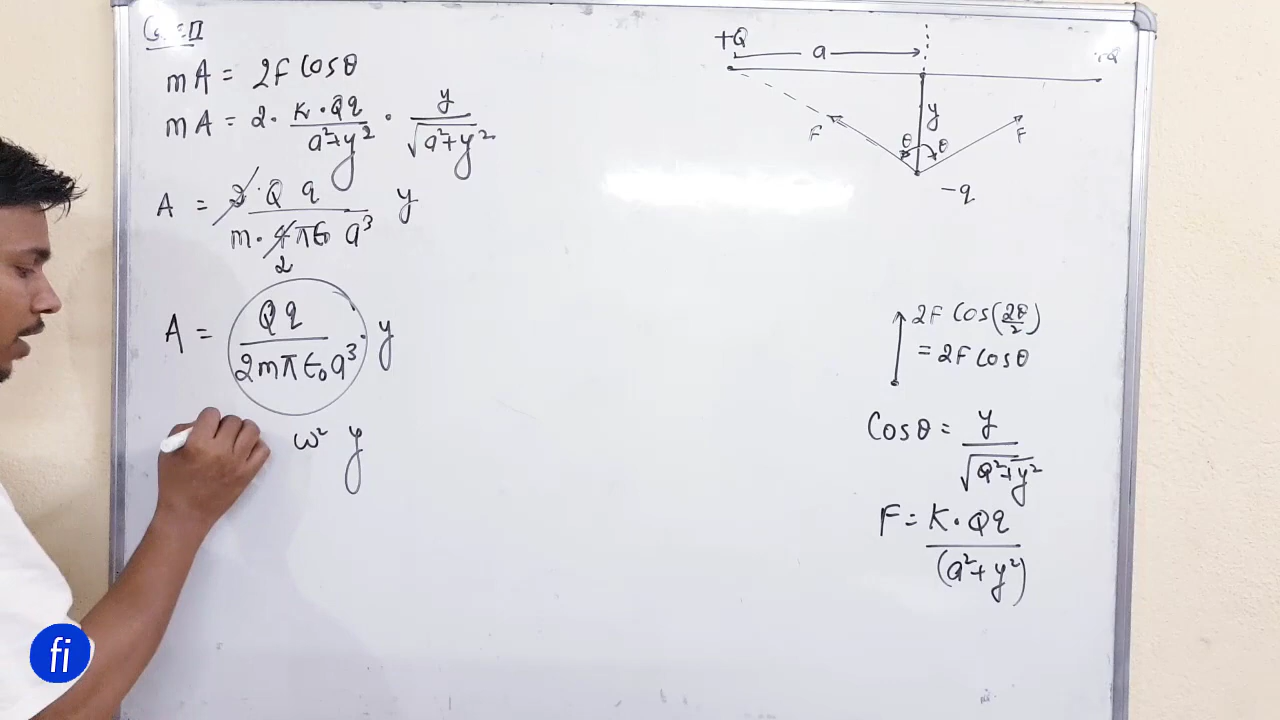 Case II
mA = 2F Cosθ
mA = 2 · K · Qq / a²+y² · y / √a²+y²
A = 2 · Q q / m · 4πε₀ a³ y
2
A = Qq / 2mπε₀a³ · y
ω² y
+Q a +Q
y
F θ θ F
-q
2F Cos(2θ/2)
= 2F Cosθ
Cosθ = y / √a²+y²
F = K · Qq / (a²+y²)
fi